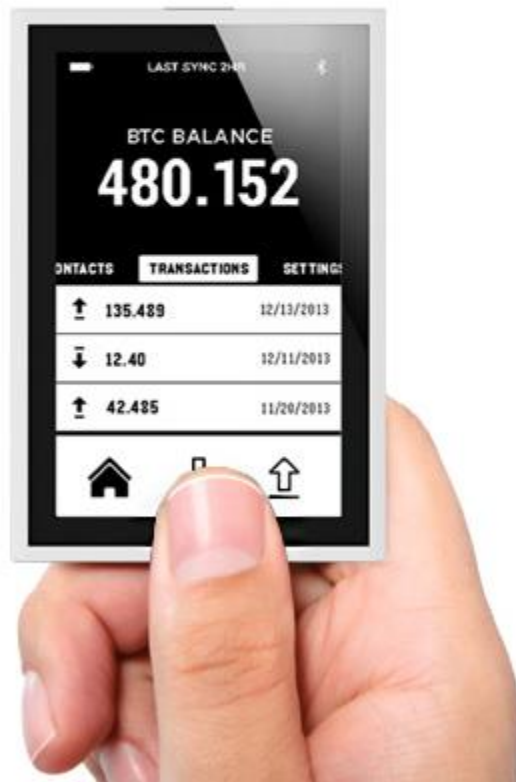 LAST SYNC 2HR
BTC BALANCE
480.152
ONTACTS TRANSACTIONS SETTINGS
135.489 12/13/2013
12.40 12/11/2013
42.485 11/20/2013